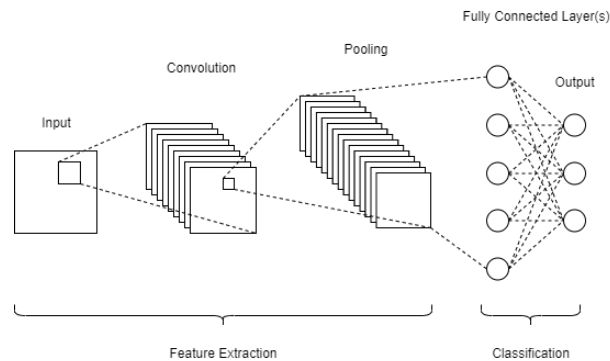 Fully Connected Layer(s)
Pooling
Convolution
Output
Input
Feature Extraction
Classification